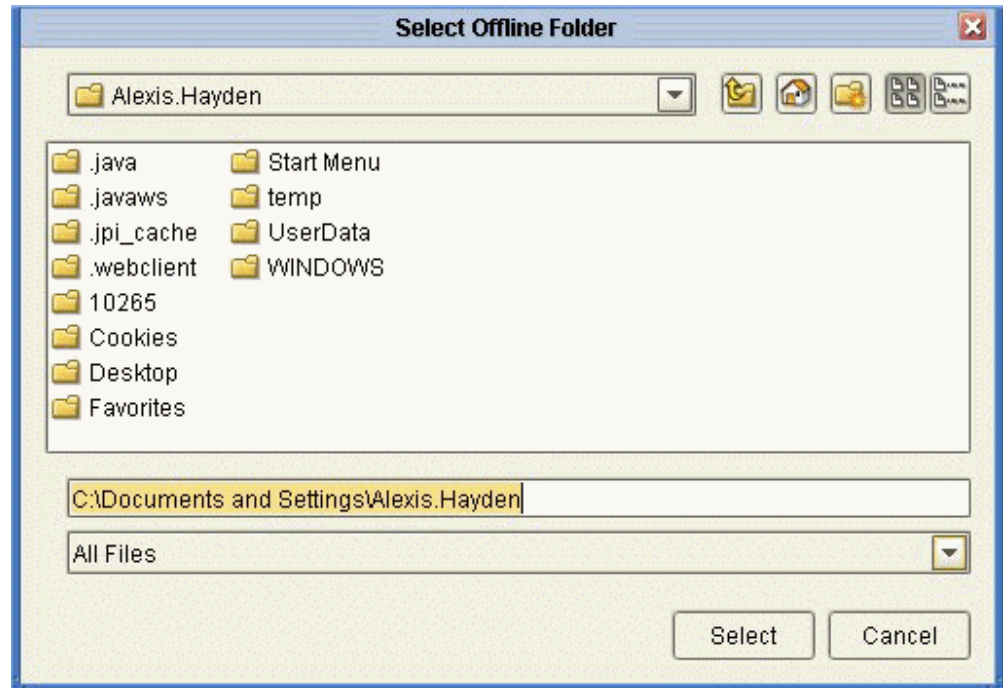 Select Offline Folder
Alexis.Hayden
.java
.javaws
.jpi_cache
.webclient
10265
Cookies
Desktop
Favorites
Start Menu
temp
UserData
WINDOWS
C:\Documents and Settings\Alexis.Hayden
All Files
Select
Cancel